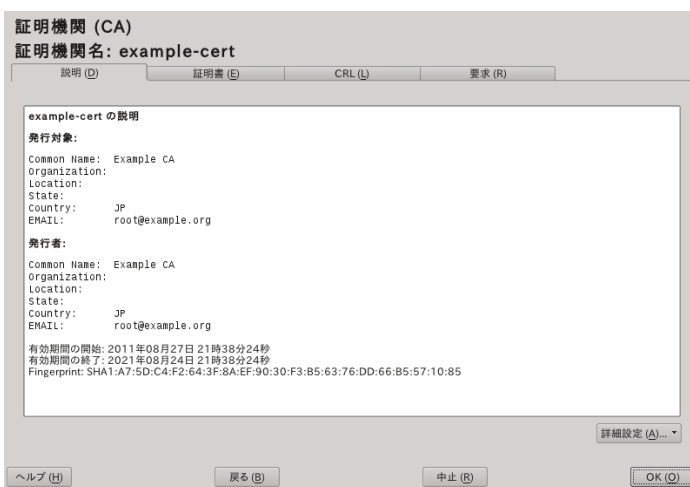 証明機関 (CA)
証明機関名: example-cert
説明 (D)
証明書 (E)
CRL (L)
要求 (R)
example-cert の説明
発行対象:
Common Name: Example CA
Organization:
Location:
State:
Country: JP
EMAIL: root@example.org
発行者:
Common Name: Example CA
Organization:
Location:
State:
Country: JP
EMAIL: root@example.org
有効期間の開始: 2011年08月27日 21時38分24秒
有効期間の終了: 2021年08月24日 21時38分24秒
Fingerprint: SHA1:A7:5D:C4:F2:64:3F:8A:EF:90:30:F3:B5:63:76:DD:66:B5:57:10:85
詳細設定 (A)...
ヘルプ (H)
戻る (B)
中止 (R)
OK (O)